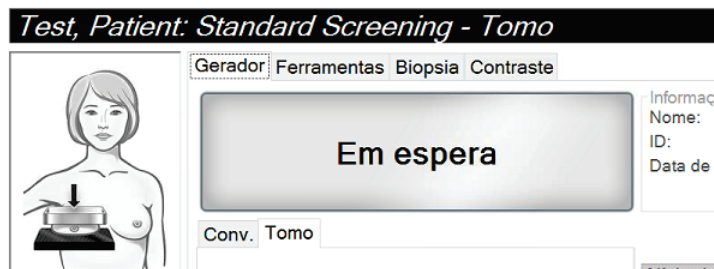 Test, Patient: Standard Screening - Tomo
Gerador Ferramentas Biopsia Contraste
Em espera
Nome:
ID:
Data de
Conv. Tomo